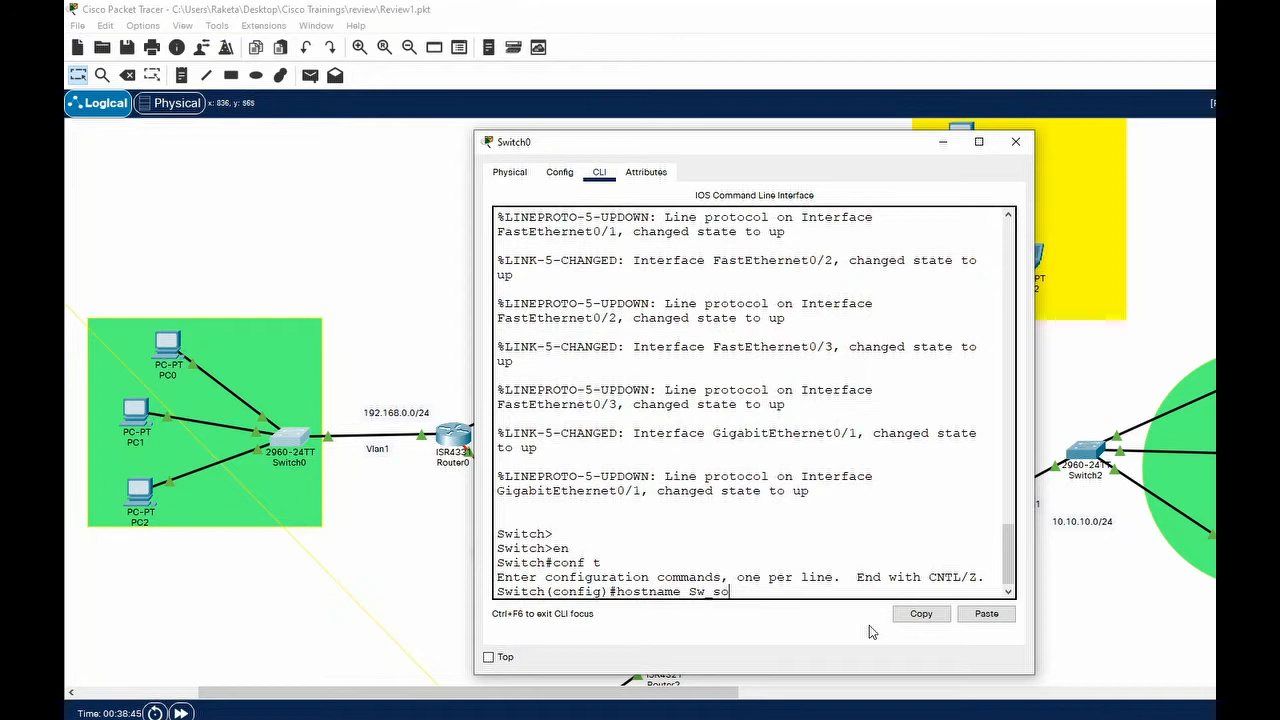 Cisco Packet Tracer - C:\Users\Raketa\Desktop\Cisco Trainings\review\Review1.pkt
File Edit Options View Tools Extensions Window Help
Logical Physical x: 836, y: 565
Switch0
Physical Config CLI Attributes
IOS Command Line Interface
%LINEPROTO-5-UPDOWN: Line protocol on Interface
FastEthernet0/1, changed state to up
%LINK-5-CHANGED: Interface FastEthernet0/2, changed state to
up
%LINEPROTO-5-UPDOWN: Line protocol on Interface
FastEthernet0/2, changed state to up
%LINK-5-CHANGED: Interface FastEthernet0/3, changed state to
up
%LINEPROTO-5-UPDOWN: Line protocol on Interface
FastEthernet0/3, changed state to up
%LINK-5-CHANGED: Interface GigabitEthernet0/1, changed state
to up
%LINEPROTO-5-UPDOWN: Line protocol on Interface
GigabitEthernet0/1, changed state to up
Switch>
Switch>en
Switch#conf t
Enter configuration commands, one per line. End with CNTL/Z.
Switch(config)#hostname Sw_so
Ctrl+F6 to exit CLI focus
Copy Paste
Top
PC-PT
PC0
PC-PT
PC1
PC-PT
PC2
2960-24TT
Switch0
192.168.0.0/24
Vlan1
ISR4331
Router0
2960-24TT
Switch2
10.10.10.0/24
Router2
Time: 00:38:45